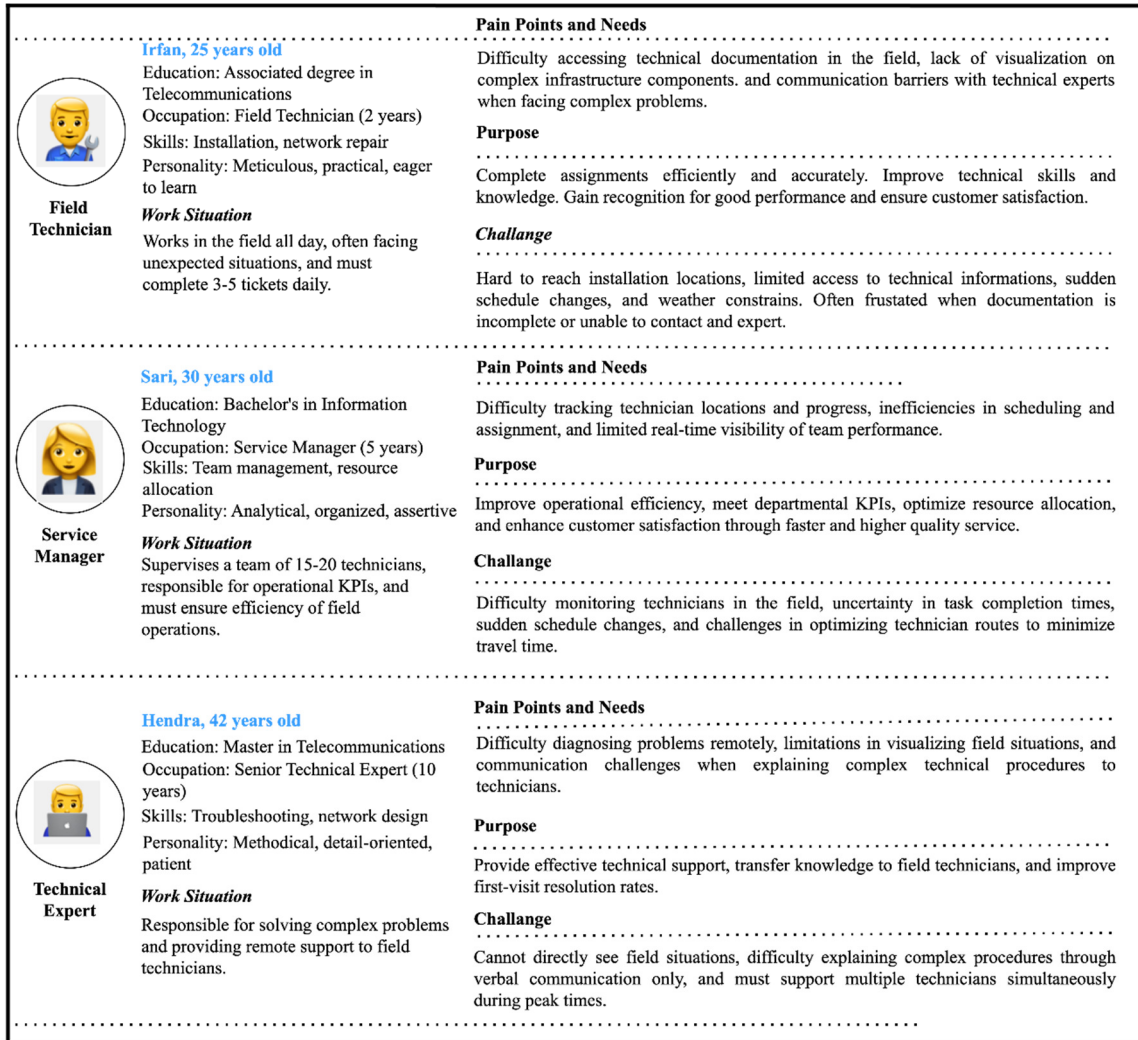 Pain Points and Needs
Irfan, 25 years old
Education: Associated degree in
Telecommunications
Occupation: Field Technician (2 years)
Skills: Installation, network repair
Personality: Meticulous, practical, eager
to learn
Field
Technician
Work Situation
Works in the field all day, often facing
unexpected situations, and must
complete 3-5 tickets daily.
Difficulty accessing technical documentation in the field, lack of visualization on
complex infrastructure components. and communication barriers with technical experts
when facing complex problems.
Purpose
Complete assignments efficiently and accurately. Improve technical skills and
knowledge. Gain recognition for good performance and ensure customer satisfaction.
Challange
Hard to reach installation locations, limited access to technical informations, sudden
schedule changes, and weather constrains. Often frustated when documentation is
incomplete or unable to contact and expert.
Sari, 30 years old
Education: Bachelor's in Information
Technology
Occupation: Service Manager (5 years)
Skills: Team management, resource
allocation
Personality: Analytical, organized, assertive
Service
Manager
Work Situation
Supervises a team of 15-20 technicians,
responsible for operational KPIs, and
must ensure efficiency of field
operations.
Pain Points and Needs
Difficulty tracking technician locations and progress, inefficiencies in scheduling and
assignment, and limited real-time visibility of team performance.
Purpose
Improve operational efficiency, meet departmental KPIs, optimize resource allocation,
and enhance customer satisfaction through faster and higher quality service.
Challange
Difficulty monitoring technicians in the field, uncertainty in task completion times,
sudden schedule changes, and challenges in optimizing technician routes to minimize
travel time.
Hendra, 42 years old
Education: Master in Telecommunications
Occupation: Senior Technical Expert (10
years)
Skills: Troubleshooting, network design
Personality: Methodical, detail-oriented,
patient
Technical
Expert
Work Situation
Responsible for solving complex problems
and providing remote support to field
technicians.
Pain Points and Needs
Difficulty diagnosing problems remotely, limitations in visualizing field situations, and
communication challenges when explaining complex technical procedures to
technicians.
Purpose
Provide effective technical support, transfer knowledge to field technicians, and improve
first-visit resolution rates.
Challange
Cannot directly see field situations, difficulty explaining complex procedures through
verbal communication only, and must support multiple technicians simultaneously
during peak times.